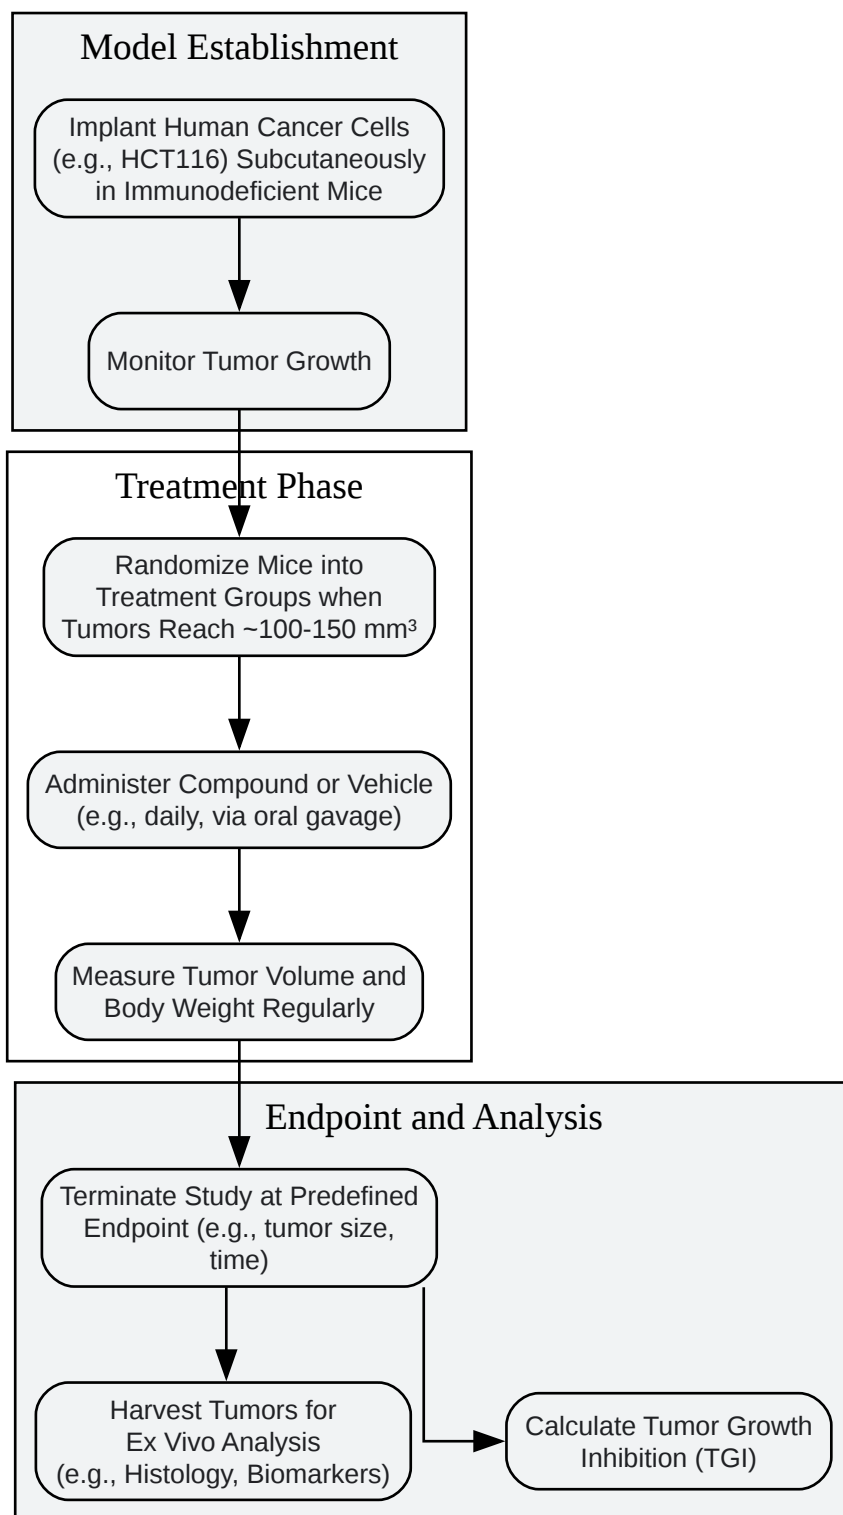 Model Establishment
Implant Human Cancer Cells
(e.g., HCT116) Subcutaneously
in Immunodeficient Mice
Monitor Tumor Growth
Treatment Phase
Randomize Mice into
Treatment Groups when
Tumors Reach ~100-150 mm³
Administer Compound or Vehicle
(e.g., daily, via oral gavage)
Measure Tumor Volume and
Body Weight Regularly
Endpoint and Analysis
Terminate Study at Predefined
Endpoint (e.g., tumor size,
time)
Harvest Tumors for
Ex Vivo Analysis
(e.g., Histology, Biomarkers)
Calculate Tumor Growth
Inhibition (TGI)